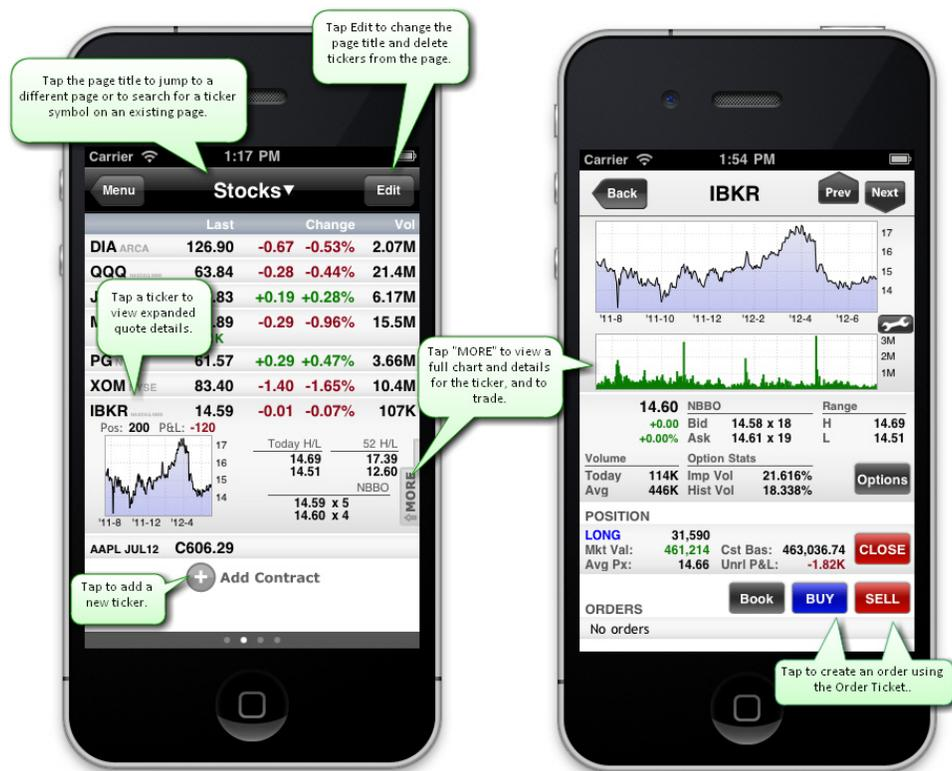 Tap Edit to change the
page title and delete
tickers from the page.
Tap the page title to jump to a
different page or to search for a ticker
symbol on an existing page.
Carrier 1:17 PM
Menu Stocks▾ Edit
Last Change Vol
DIA ARCA 126.90 -0.67 -0.53% 2.07M
QQQ 63.84 -0.28 -0.44% 21.4M
.83 +0.19 +0.28% 6.17M
.89 -0.29 -0.96% 15.5M
Tap a ticker to
view expanded
quote details.
PG 61.57 +0.29 +0.47% 3.66M
XOM 83.40 -1.40 -1.65% 10.4M
IBKR 14.59 -0.01 -0.07% 107K
Pos: 200 P&L: -120
17
16
15
14
'11-8 '11-12 '12-4
Today H/L 52 H/L
14.69 17.39
14.51 12.60
NBBO
14.59 x 5
14.60 x 4
MORE
AAPL JUL12 C606.29
+ Add Contract
Tap to add a
new ticker.
Tap "MORE" to view a
full chart and details
for the ticker, and to
trade.
Carrier 1:54 PM
Back IBKR Prev Next
17
16
15
14
'11-8 '11-10 '11-12 '12-2 '12-4 '12-6
3M
2M
1M
14.60 NBBO Range
+0.00 Bid 14.58 x 18 H 14.69
+0.00% Ask 14.61 x 19 L 14.51
Volume Option Stats
Today 114K Imp Vol 21.616%
Avg 446K Hist Vol 18.338%
Options
POSITION
LONG 31,590
Mkt Val: 461,214 Cst Bas: 463,036.74
Avg Px: 14.66 Unrl P&L: -1.82K
CLOSE
ORDERS Book BUY SELL
No orders
Tap to create an order using
the Order Ticket..